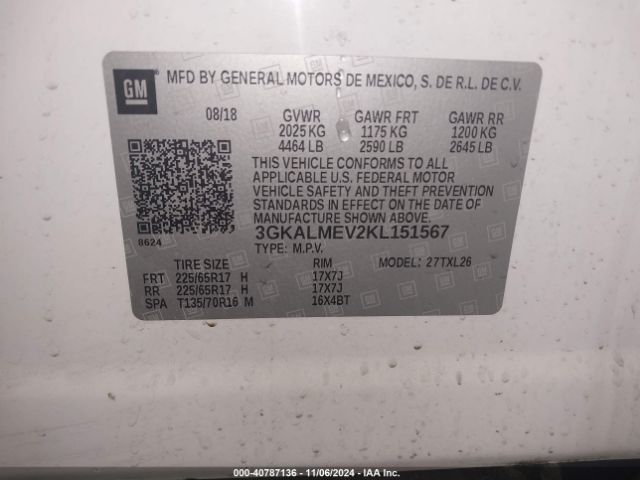 GM
MFD BY GENERAL MOTORS DE MEXICO, S. DE R.L. DE C.V.
08/18 GVWR GAWR FRT GAWR RR
2025 KG 1175 KG 1200 KG
4464 LB 2590 LB 2645 LB
THIS VEHICLE CONFORMS TO ALL
APPLICABLE U.S. FEDERAL MOTOR
VEHICLE SAFETY AND THEFT PREVENTION
STANDARDS IN EFFECT ON THE DATE OF
MANUFACTURE SHOWN ABOVE.
8624 3GKALMEV2KL151567
TYPE: M.P.V.
TIRE SIZE RIM MODEL: 27TXL26
FRT 225/65R17 H 17X7J
RR 225/65R17 H 17X7J
SPA T135/70R16 M 16X4BT
000-40787136 - 11/06/2024 - IAA Inc.